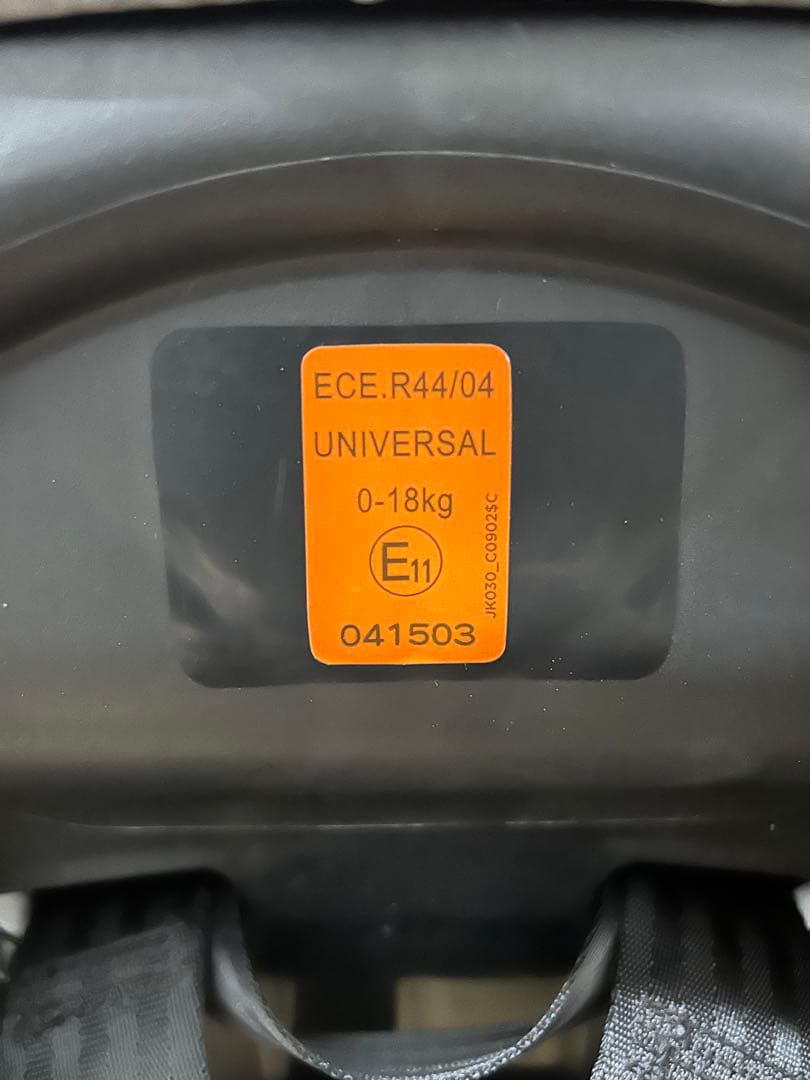 ECE.R44/04
UNIVERSAL
0-18kg
E11
041503
JK030_C0902$C